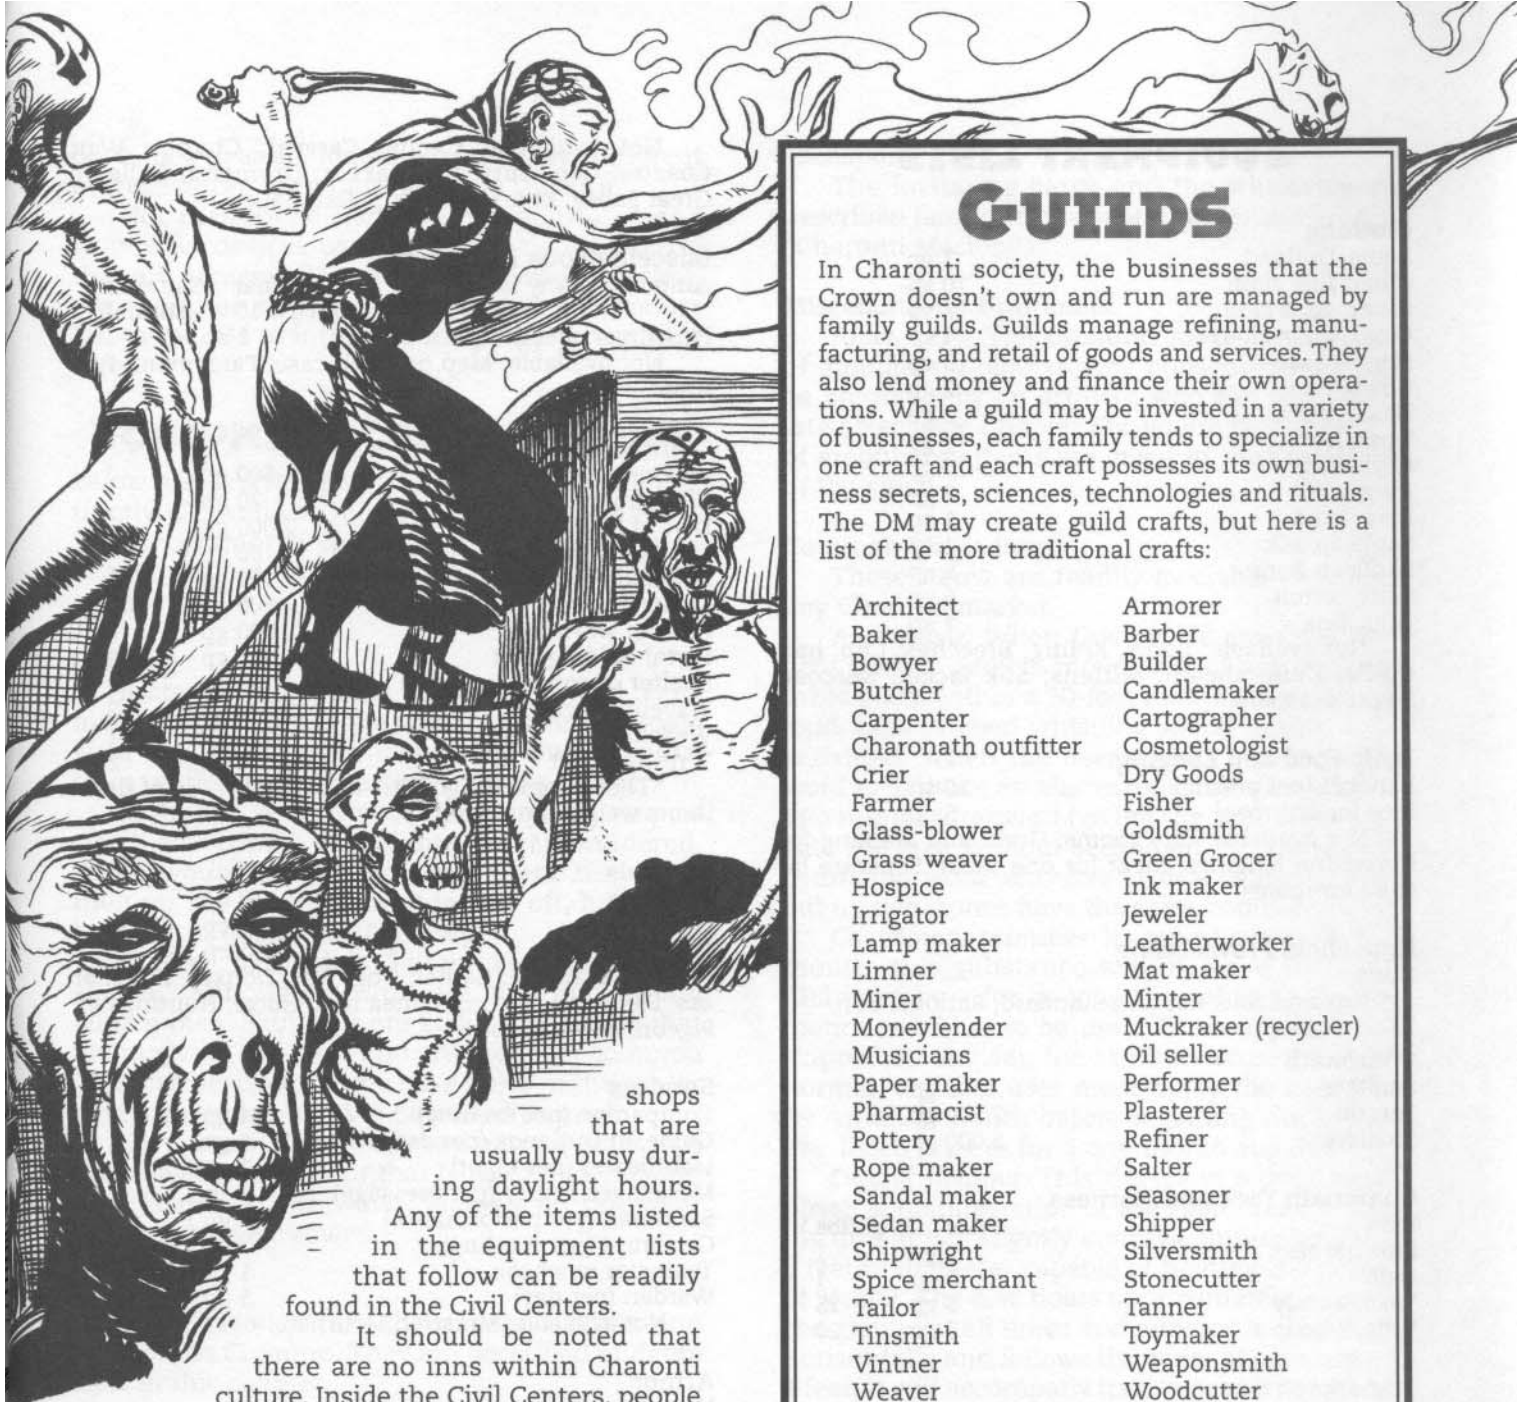 shops
that are
usually busy dur-
ing daylight hours.
Any of the items listed
in the equipment lists
that follow can be readily
found in the Civil Centers.
It should be noted that
there are no inns within Charonti
culture. Inside the Civil Centers, people
GUILDS
In Charonti society, the businesses that the
Crown doesn't own and run are managed by
family guilds. Guilds manage refining, manu-
facturing, and retail of goods and services. They
also lend money and finance their own opera-
tions. While a guild may be invested in a variety
of businesses, each family tends to specialize in
one craft and each craft possesses its own busi-
ness secrets, sciences, technologies and rituals.
The DM may create guild crafts, but here is a
list of the more traditional crafts:
Architect Armorer
Baker Barber
Bowyer Builder
Butcher Candlemaker
Carpenter Cartographer
Charonath outfitter Cosmetologist
Crier Dry Goods
Farmer Fisher
Glass-blower Goldsmith
Grass weaver Green Grocer
Hospice Ink maker
Irrigator Jeweler
Lamp maker Leatherworker
Limner Mat maker
Miner Minter
Moneylender Muckraker (recycler)
Musicians Oil seller
Paper maker Performer
Pharmacist Plasterer
Pottery Refiner
Rope maker Salter
Sandal maker Seasoner
Sedan maker Shipper
Shipwright Silversmith
Spice merchant Stonecutter
Tailor Tanner
Tinsmith Toymaker
Vintner Weaponsmith
Weaver Woodcutter